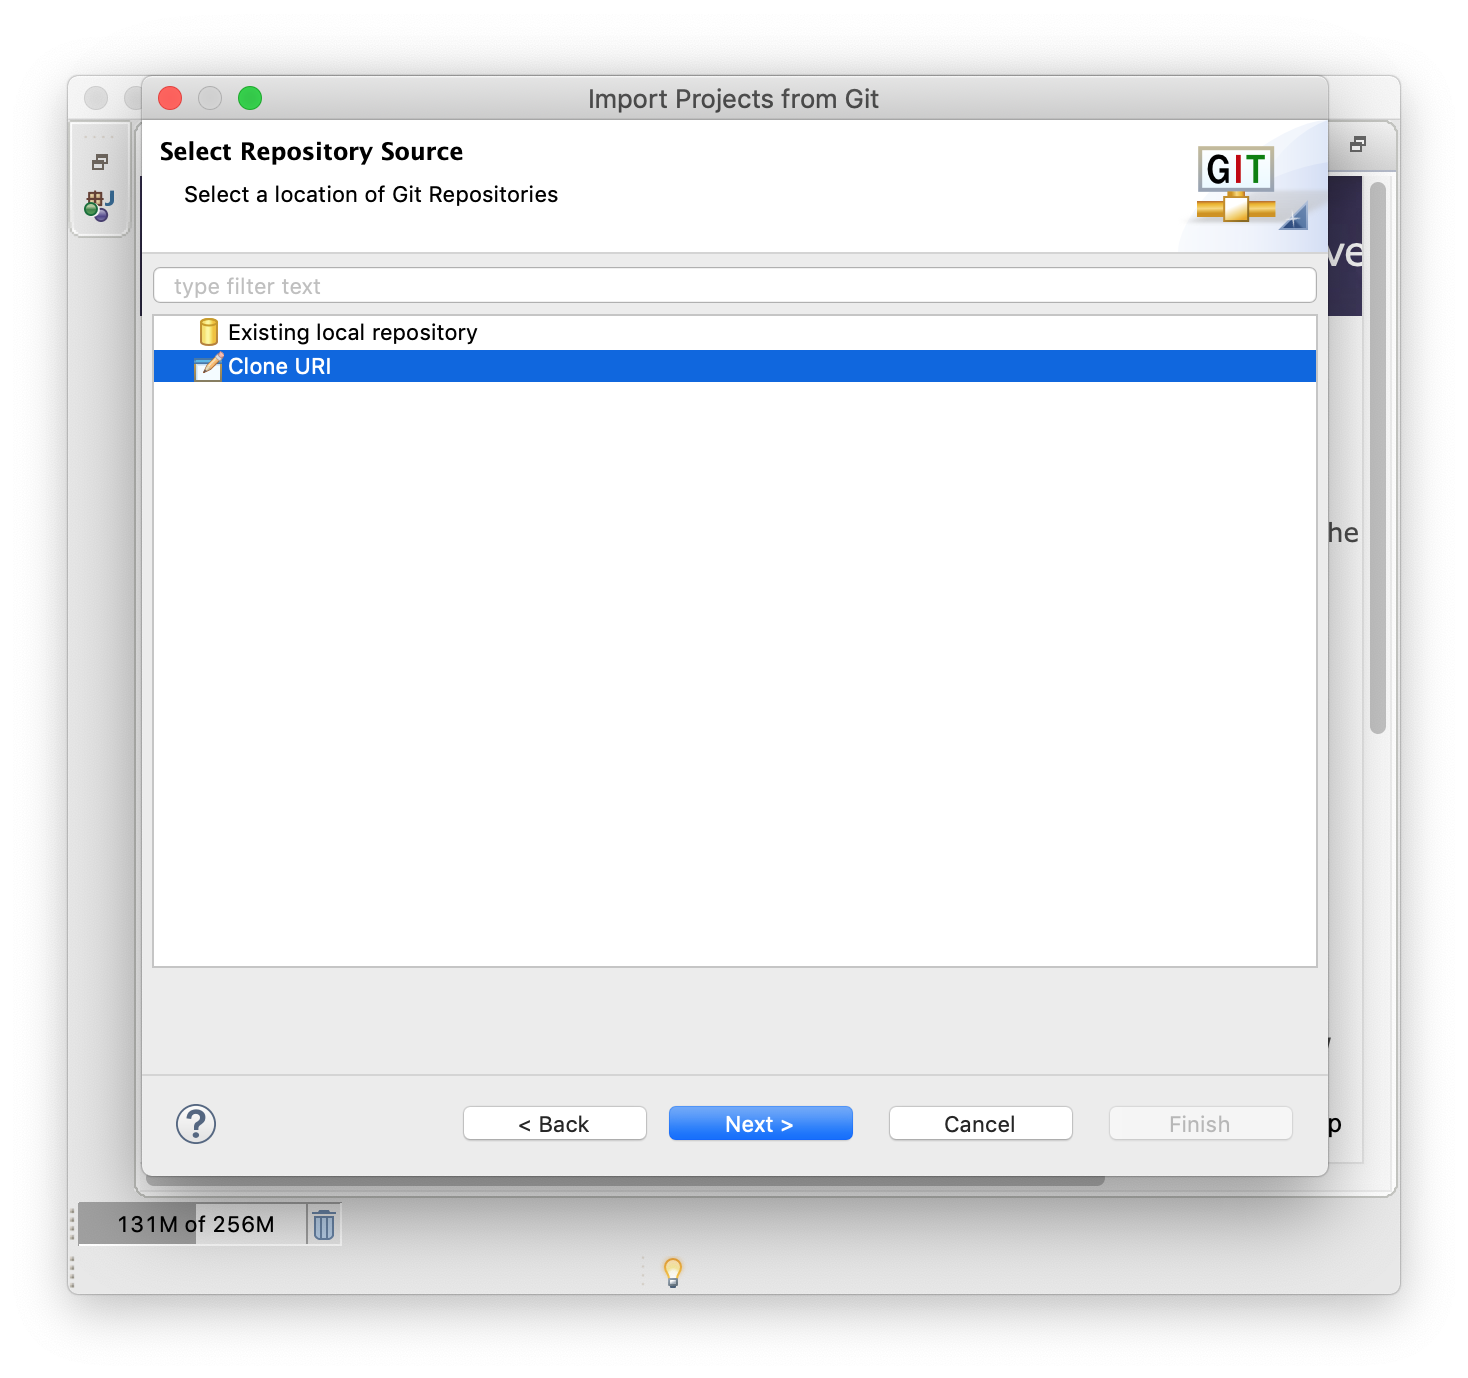 Import Projects from Git
Select Repository Source
Select a location of Git Repositories
GIT
ve
type filter text
Existing local repository
Clone URI
he
? < Back Next > Cancel Finish p
131M of 256M